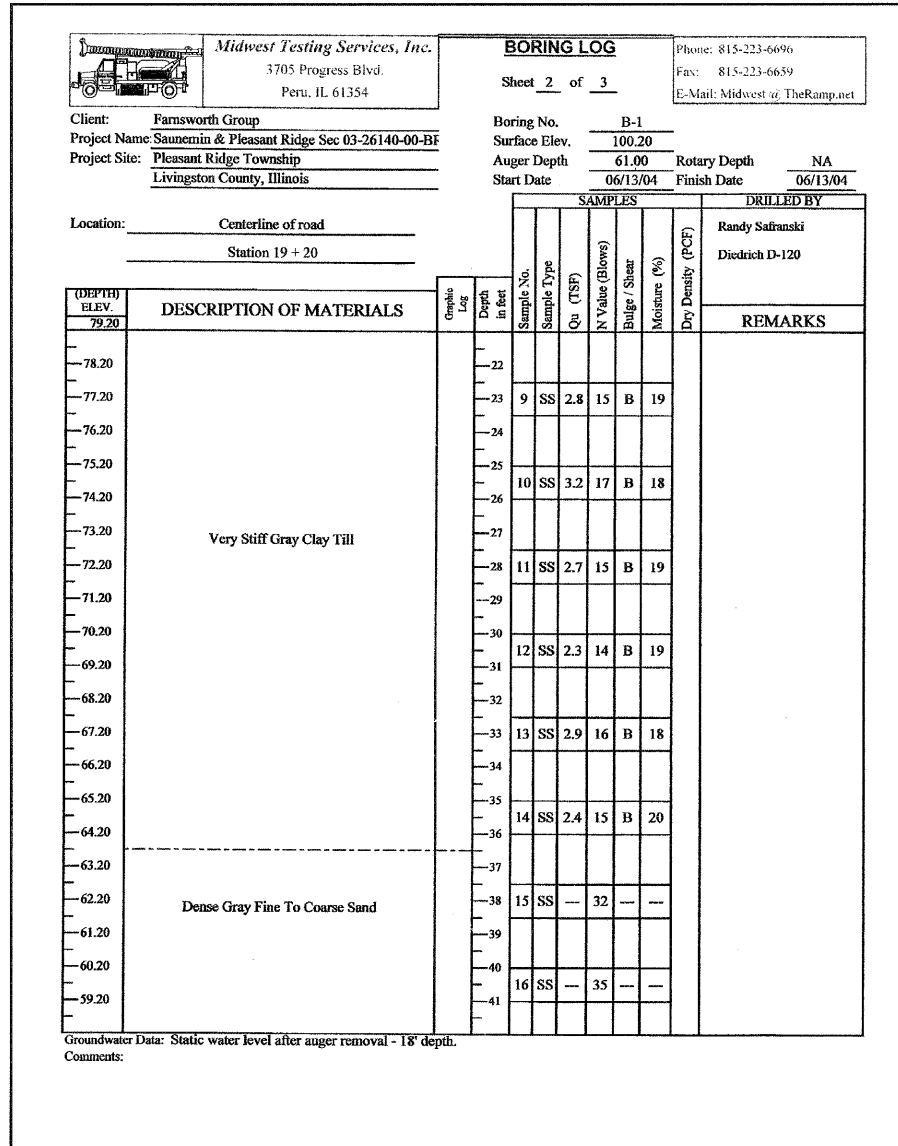 Midwest Testing Services, Inc.
3705 Progress Blvd.
Peru, IL 61354
BORING LOG
Sheet 2 of 3
Phone: 815-223-6696
Fax: 815-223-6659
E-Mail: Midwest @ TheRamp.net
Client: Farnsworth Group
Project Name: Saunemin & Pleasant Ridge Sec 03-26140-00-BR
Project Site: Pleasant Ridge Township
Livingston County, Illinois
Boring No. B-1
Surface Elev. 100.20
Auger Depth 61.00 Rotary Depth NA
Start Date 06/13/04 Finish Date 06/13/04
Location: Centerline of road
Station 19 + 20
SAMPLES
DRILLED BY
Randy Safranski
Diedrich D-120
(DEPTH) ELEV. 79.20
DESCRIPTION OF MATERIALS
Graphic Log
Depth in feet
Sample No.
Sample Type
Qu (TSF)
N Value (Blows)
Bulge / Shear
Moisture (%)
Dry Density (PCF)
REMARKS
78.20 22
77.20 23 9 SS 2.8 15 B 19
76.20 24
75.20 25
10 SS 3.2 17 B 18
74.20 26
73.20 27
Very Stiff Gray Clay Till
72.20 28 11 SS 2.7 15 B 19
71.20 29
70.20 30
12 SS 2.3 14 B 19
69.20 31
68.20 32
67.20 33 13 SS 2.9 16 B 18
66.20 34
65.20 35
14 SS 2.4 15 B 20
64.20 36
63.20 37
62.20 Dense Gray Fine To Coarse Sand 38 15 SS --- 32 --- ---
61.20 39
60.20 40
16 SS --- 35 --- ---
59.20 41
Groundwater Data: Static water level after auger removal - 18' depth.
Comments: